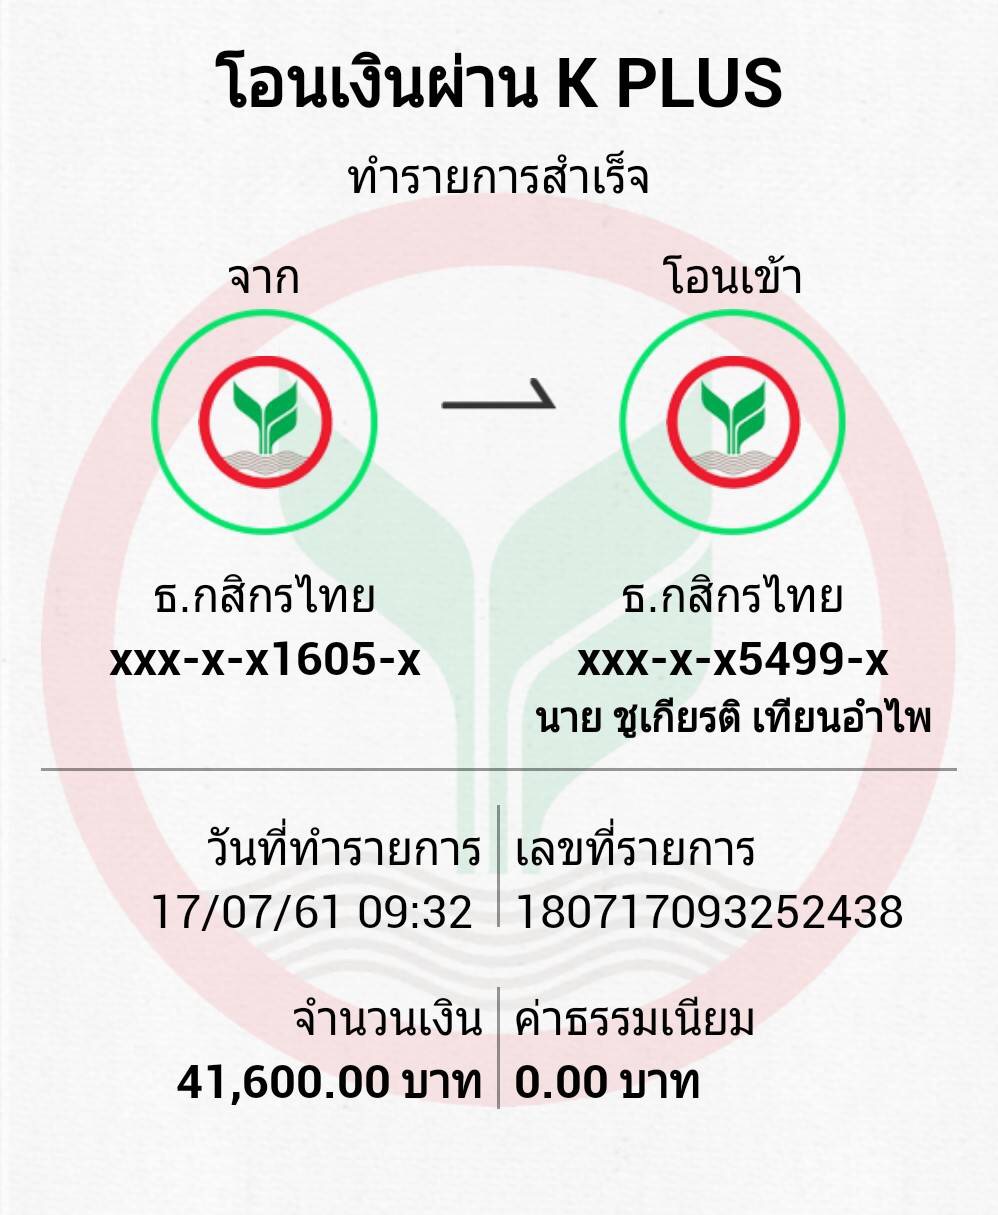 โอนเงินผ่าน K PLUS
ทำรายการสำเร็จ
จาก
โอนเข้า
ธ.กสิกรไทย
xxx-x-x1605-x
ธ.กสิกรไทย
xxx-x-x5499-x
นาย ชูเกียรติ เทียนอำไพ
วันที่ทำรายการ
17/07/61 09:32
เลขที่รายการ
180717093252438
จำนวนเงิน
41,600.00 บาท
ค่าธรรมเนียม
0.00 บาท